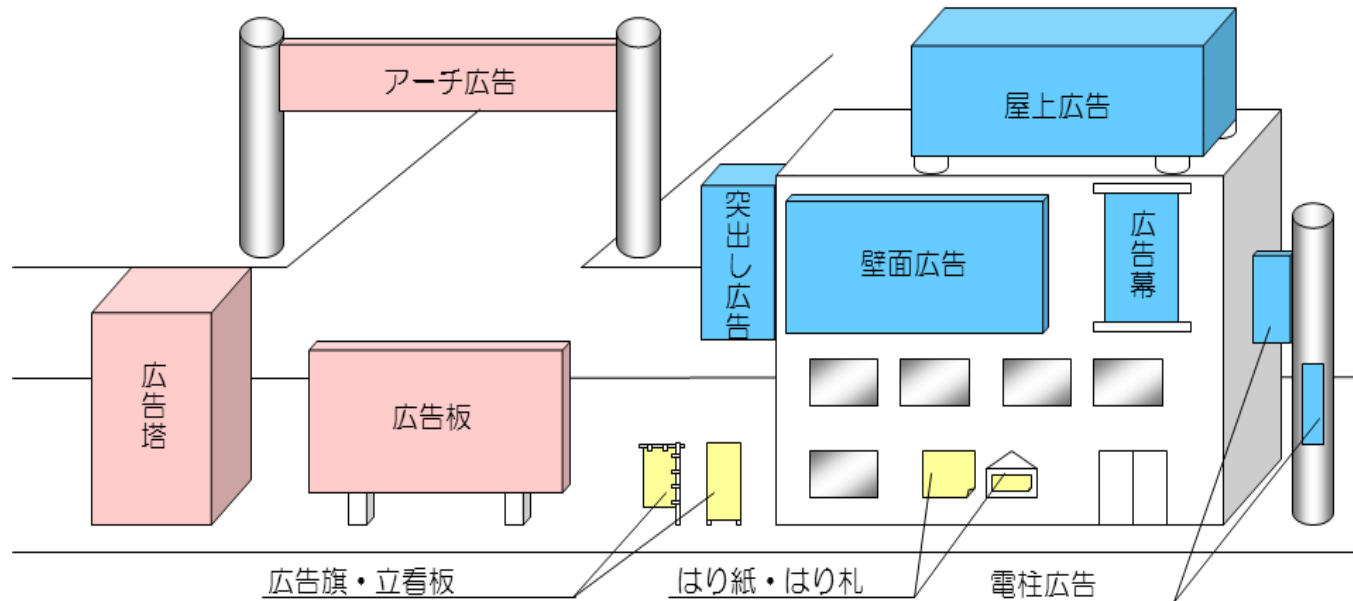 アーチ広告
屋上広告
突出し広告
壁面広告
広告幕
広告塔
広告板
広告旗・立看板
はり紙・はり札
電柱広告